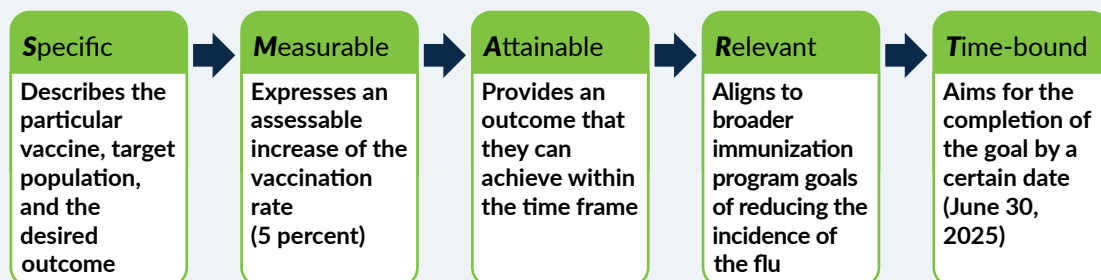 Specific
Describes the
particular
vaccine, target
population,
and the
desired
outcome
Measurable
Expresses an
assessable
increase of the
vaccination
rate
(5 percent)
Attainable
Provides an
outcome that
they can
achieve within
the time frame
Relevant
Aligns to
broader
immunization
program goals
of reducing the
incidence of
the flu
Time-bound
Aims for the
completion of
the goal by a
certain date
(June 30,
2025)